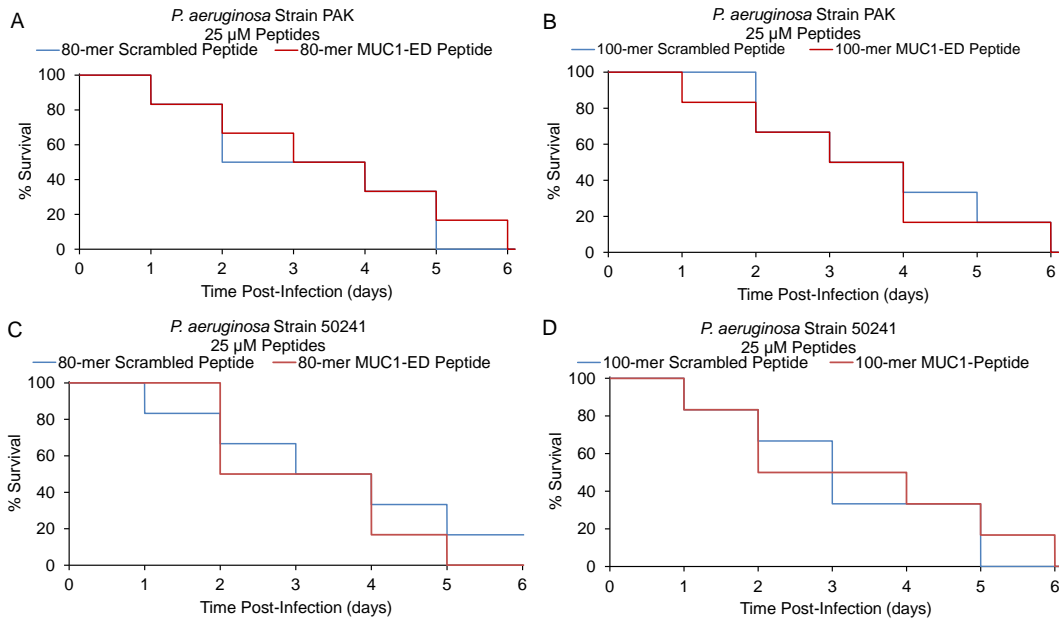 A
P. aeruginosa Strain PAK
25 µM Peptides
80-mer Scrambled Peptide 80-mer MUC1-ED Peptide
% Survival
100
80
60
40
20
0
0 1 2 3 4 5 6
Time Post-Infection (days)
B
P. aeruginosa Strain PAK
25 µM Peptides
100-mer Scrambled Peptide 100-mer MUC1-ED Peptide
% Survival
100
80
60
40
20
0
0 1 2 3 4 5 6
Time Post-Infection (days)
C
P. aeruginosa Strain 50241
25 µM Peptides
80-mer Scrambled Peptide 80-mer MUC1-ED Peptide
% Survival
100
80
60
40
20
0
0 1 2 3 4 5 6
Time Post-Infection (days)
D
P. aeruginosa Strain 50241
25 µM Peptides
100-mer Scrambled Peptide 100-mer MUC1-Peptide
% Survival
100
80
60
40
20
0
0 1 2 3 4 5 6
Time Post-Infection (days)